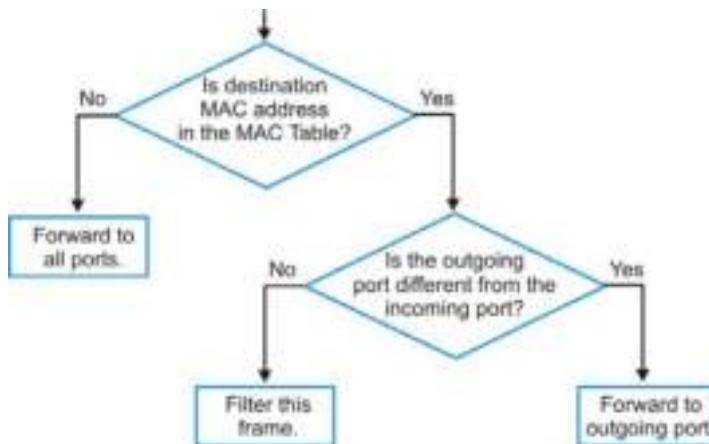 No
Is destination
MAC address
in the MAC Table?
Yes
Forward to
all ports.
No
Is the outgoing
port different from the
incoming port?
Yes
Filter this
frame.
Forward to
outgoing port